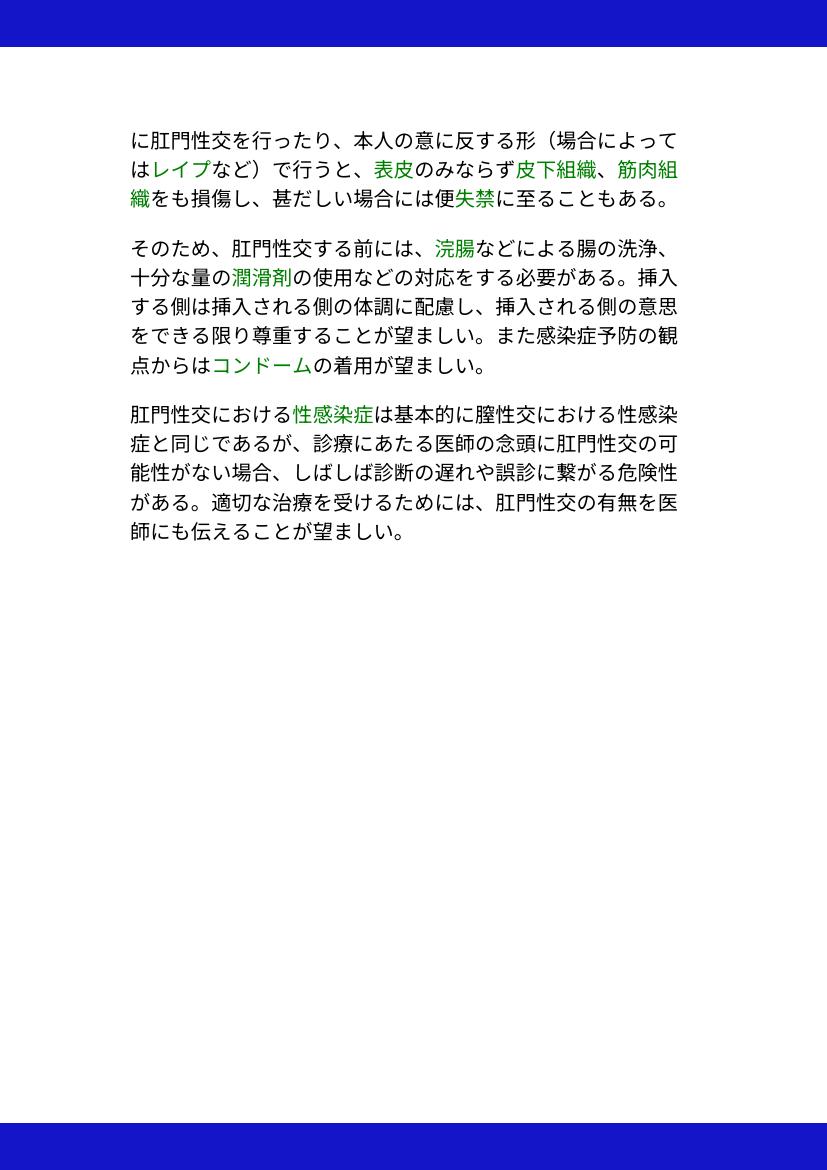 に肛門性交を行ったり、本人の意に反する形（場合によって
はレイプなど）で行うと、表皮のみならず皮下組織、筋肉組
織をも損傷し、甚だしい場合には便失禁に至ることもある。
そのため、肛門性交する前には、浣腸などによる腸の洗浄、
十分な量の潤滑剤の使用などの対応をする必要がある。挿入
する側は挿入される側の体調に配慮し、挿入される側の意思
をできる限り尊重することが望ましい。また感染症予防の観
点からはコンドームの着用が望ましい。
肛門性交における性感染症は基本的に膣性交における性感染
症と同じであるが、診療にあたる医師の念頭に肛門性交の可
能性がない場合、しばしば診断の遅れや誤診に繋がる危険性
がある。適切な治療を受けるためには、肛門性交の有無を医
師にも伝えることが望ましい。